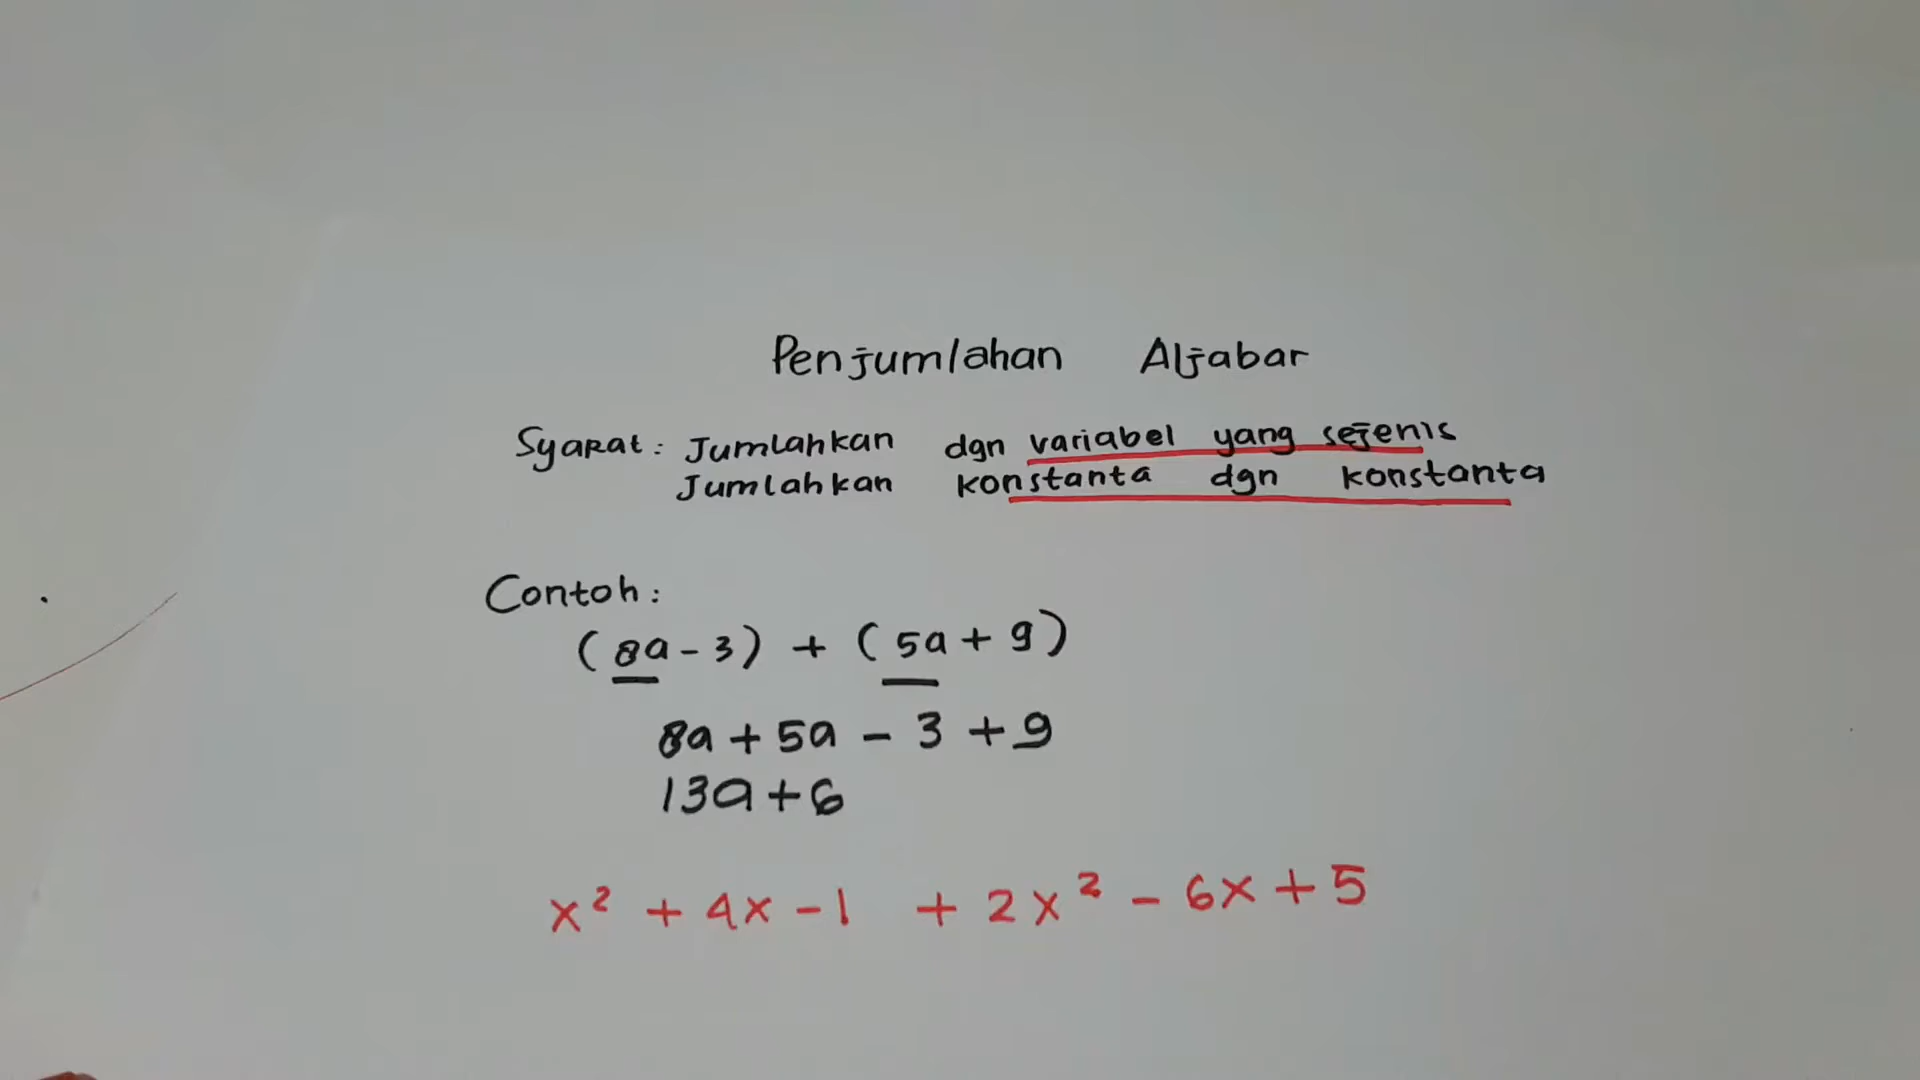 Penjumlahan Aljabar
Syarat: Jumlahkan dgn variabel yang sejenis
Jumlahkan konstanta dgn konstanta
Contoh:
(8a - 3) + (5a + 9)
8a + 5a - 3 + 9
13a + 6
x² + 4x - 1 + 2x² - 6x + 5